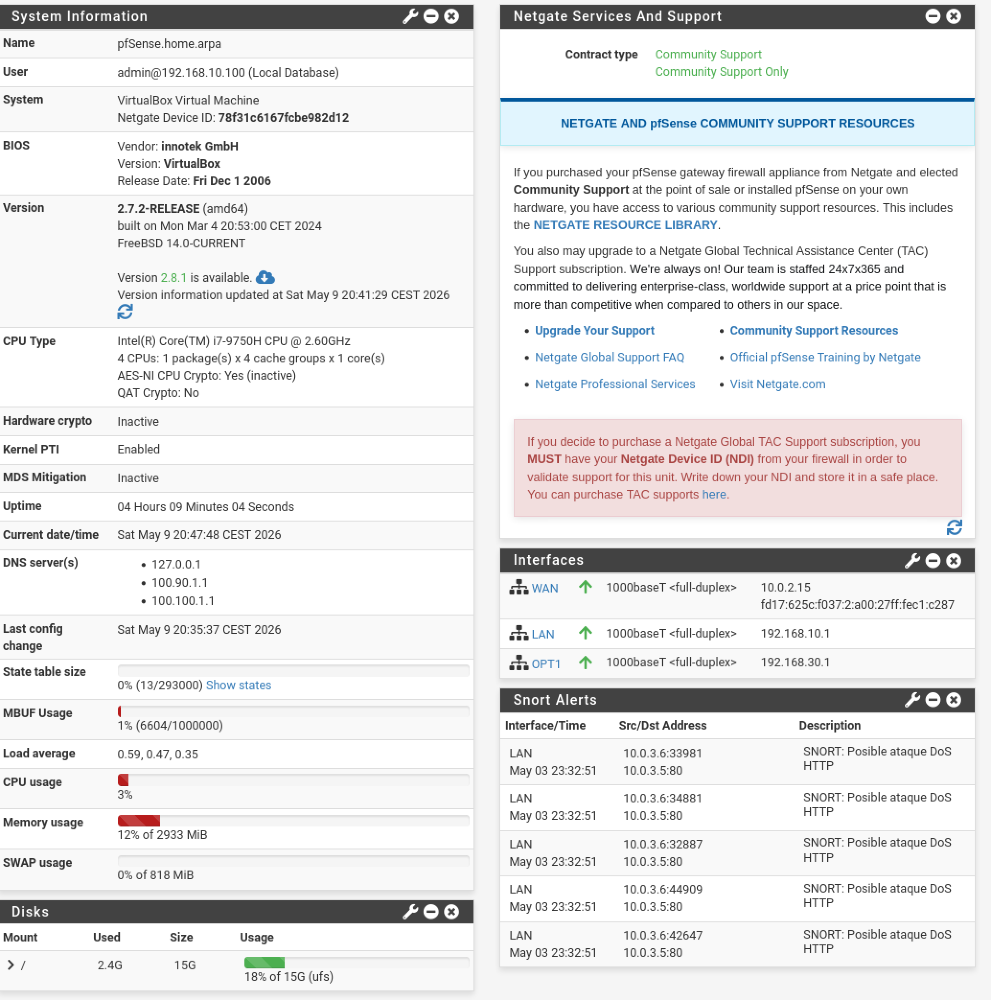 System Information
Name pfSense.home.arpa
User admin@192.168.10.100 (Local Database)
System VirtualBox Virtual Machine
Netgate Device ID: 78f31c6167fcbe982d12
BIOS Vendor: innotek GmbH
Version: VirtualBox
Release Date: Fri Dec 1 2006
Version 2.7.2-RELEASE (amd64)
built on Mon Mar 4 20:53:00 CET 2024
FreeBSD 14.0-CURRENT
Version 2.8.1 is available.
Version information updated at Sat May 9 20:41:29 CEST 2026
CPU Type Intel(R) Core(TM) i7-9750H CPU @ 2.60GHz
4 CPUs: 1 package(s) x 4 cache groups x 1 core(s)
AES-NI CPU Crypto: Yes (inactive)
QAT Crypto: No
Hardware crypto Inactive
Kernel PTI Enabled
MDS Mitigation Inactive
Uptime 04 Hours 09 Minutes 04 Seconds
Current date/time Sat May 9 20:47:48 CEST 2026
DNS server(s) • 127.0.0.1
• 100.90.1.1
• 100.100.1.1
Last config change Sat May 9 20:35:37 CEST 2026
State table size
0% (13/293000) Show states
MBUF Usage
1% (6604/1000000)
Load average 0.59, 0.47, 0.35
CPU usage
3%
Memory usage
12% of 2933 MiB
SWAP usage
0% of 818 MiB
Disks
Mount Used Size Usage
/ 2.4G 15G
18% of 15G (ufs)
Netgate Services And Support
Contract type Community Support
Community Support Only
NETGATE AND pfSense COMMUNITY SUPPORT RESOURCES
If you purchased your pfSense gateway firewall appliance from Netgate and elected
Community Support at the point of sale or installed pfSense on your own
hardware, you have access to various community support resources. This includes
the NETGATE RESOURCE LIBRARY.
You also may upgrade to a Netgate Global Technical Assistance Center (TAC)
Support subscription. We're always on! Our team is staffed 24x7x365 and
committed to delivering enterprise-class, worldwide support at a price point that is
more than competitive when compared to others in our space.
• Upgrade Your Support • Community Support Resources
• Netgate Global Support FAQ • Official pfSense Training by Netgate
• Netgate Professional Services • Visit Netgate.com
If you decide to purchase a Netgate Global TAC Support subscription, you
MUST have your Netgate Device ID (NDI) from your firewall in order to
validate support for this unit. Write down your NDI and store it in a safe place.
You can purchase TAC supports here.
Interfaces
WAN 1000baseT <full-duplex> 10.0.2.15
fd17:625c:f037:2:a00:27ff:fec1:c287
LAN 1000baseT <full-duplex> 192.168.10.1
OPT1 1000baseT <full-duplex> 192.168.30.1
Snort Alerts
Interface/Time Src/Dst Address Description
LAN 10.0.3.6:33981 SNORT: Posible ataque DoS
May 03 23:32:51 10.0.3.5:80 HTTP
LAN 10.0.3.6:34881 SNORT: Posible ataque DoS
May 03 23:32:51 10.0.3.5:80 HTTP
LAN 10.0.3.6:32887 SNORT: Posible ataque DoS
May 03 23:32:51 10.0.3.5:80 HTTP
LAN 10.0.3.6:44909 SNORT: Posible ataque DoS
May 03 23:32:51 10.0.3.5:80 HTTP
LAN 10.0.3.6:42647 SNORT: Posible ataque DoS
May 03 23:32:51 10.0.3.5:80 HTTP